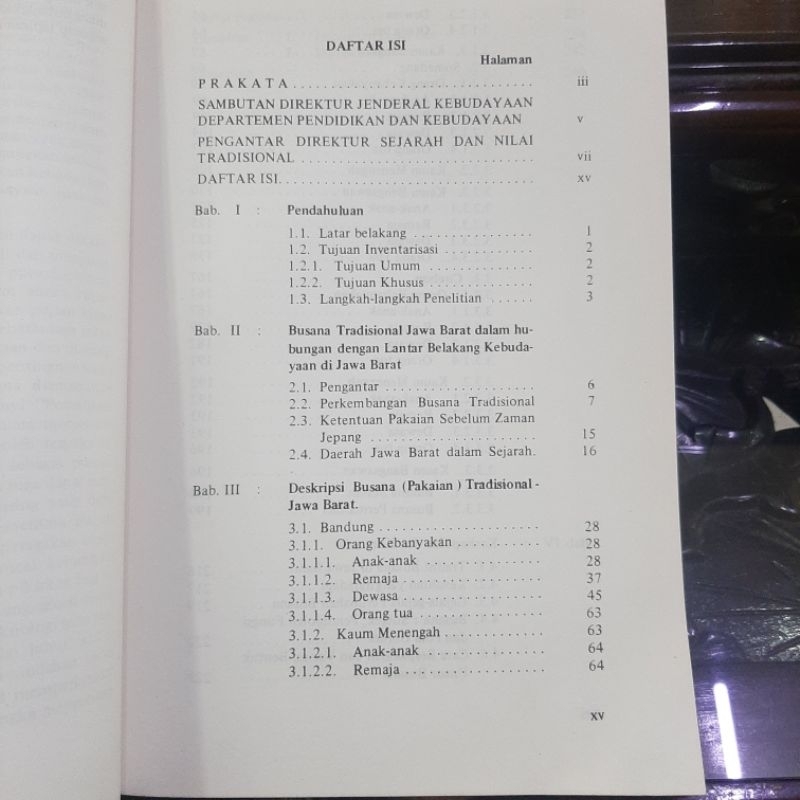 DAFTAR ISI
Halaman
P R A K A T A . . . . . . . . . . . . . . . . . . . . . . . . . . . . . . . iii
SAMBUTAN DIREKTUR JENDERAL KEBUDAYAAN
DEPARTEMEN PENDIDIKAN DAN KEBUDAYAAN v
PENGANTAR DIREKTUR SEJARAH DAN NILAI
TRADISIONAL . . . . . . . . . . . . . . . . . . . . . . . . . . . . . . vii
DAFTAR ISI. . . . . . . . . . . . . . . . . . . . . . . . . . . . . . . . . xv
Bab. I : Pendahuluan
1.1. Latar belakang . . . . . . . . . . . . . . . . 1
1.2. Tujuan Inventarisasi . . . . . . . . . . . . 2
1.2.1. Tujuan Umum . . . . . . . . . . . . . . 2
1.2.2. Tujuan Khusus . . . . . . . . . . . . . . 2
1.3. Langkah-langkah Penelitian . . . . . . 3
Bab. II : Busana Tradisional Jawa Barat dalam hu-
bungan dengan Lantar Belakang Kebuda-
yaan di Jawa Barat
2.1. Pengantar . . . . . . . . . . . . . . . . . . . . 6
2.2. Perkembangan Busana Tradisional 7
2.3. Ketentuan Pakaian Sebelum Zaman
Jepang . . . . . . . . . . . . . . . . . . . . . . 15
2.4. Daerah Jawa Barat dalam Sejarah. 16
Bab. III : Deskripsi Busana (Pakaian ) Tradisional -
Jawa Barat.
3.1. Bandung . . . . . . . . . . . . . . . . . . . . . 28
3.1.1. Orang Kebanyakan . . . . . . . . . . . 28
3.1.1.1. Anak-anak . . . . . . . . . . . . . . . 28
3.1.1.2. Remaja . . . . . . . . . . . . . . . . . . 37
3.1.1.3. Dewasa . . . . . . . . . . . . . . . . . . 45
3.1.1.4. Orang tua . . . . . . . . . . . . . . . . 63
3.1.2. Kaum Menengah . . . . . . . . . . . . . 63
3.1.2.1. Anak-anak . . . . . . . . . . . . . . . 64
3.1.2.2. Remaja . . . . . . . . . . . . . . . . . . 64
xv